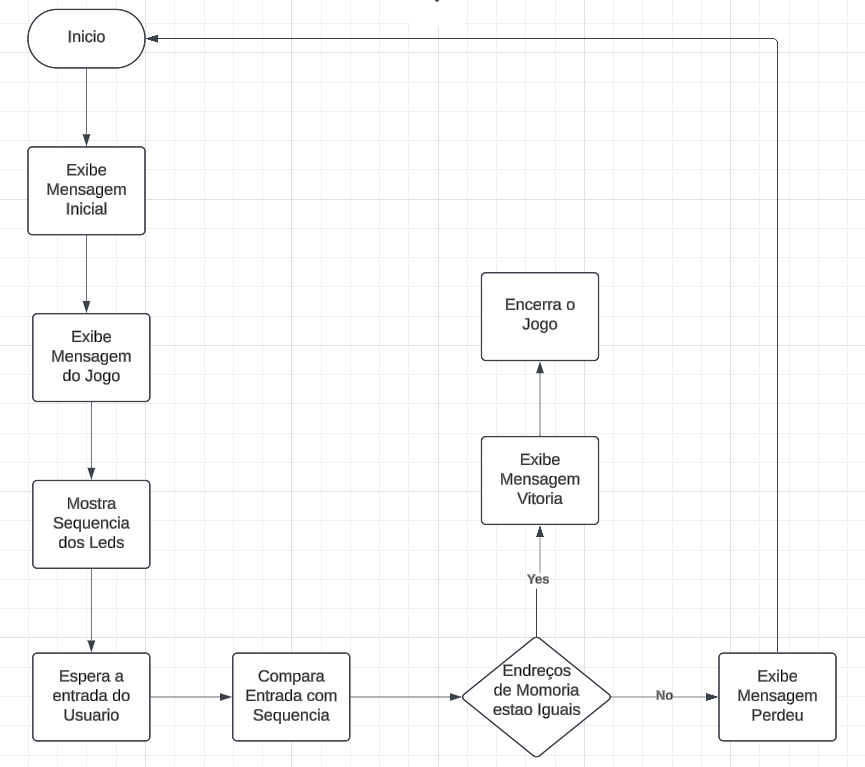 Inicio
Exibe
Mensagem
Inicial
Exibe
Mensagem
do Jogo
Mostra
Sequencia
dos Leds
Espera a
entrada do
Usuario
Compara
Entrada com
Sequencia
Endreços
de Momoria
estao Iguais
Yes
Exibe
Mensagem
Vitoria
Encerra o
Jogo
No
Exibe
Mensagem
Perdeu